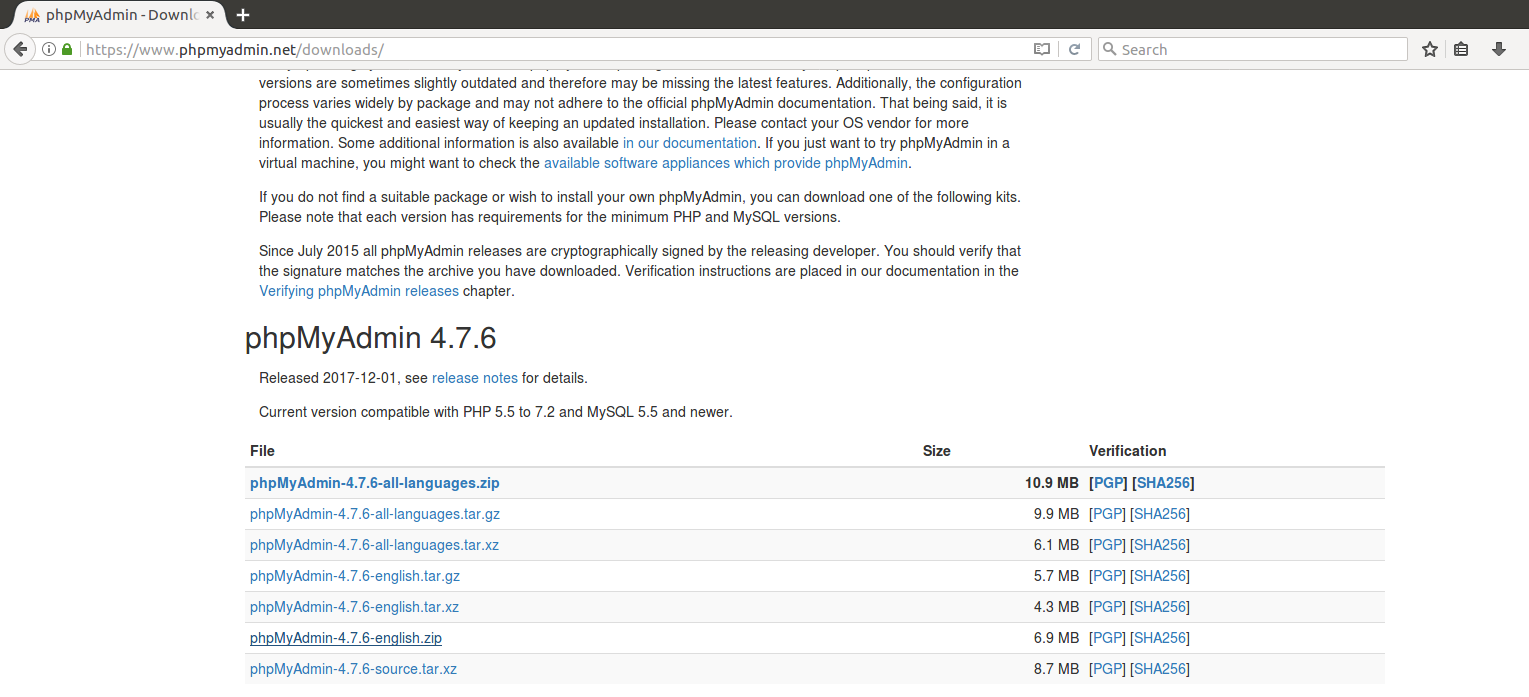 phpMyAdmin - Downlo
https://www.phpmyadmin.net/downloads/
Search
versions are sometimes slightly outdated and therefore may be missing the latest features. Additionally, the configuration
process varies widely by package and may not adhere to the official phpMyAdmin documentation. That being said, it is
usually the quickest and easiest way of keeping an updated installation. Please contact your OS vendor for more
information. Some additional information is also available in our documentation. If you just want to try phpMyAdmin in a
virtual machine, you might want to check the available software appliances which provide phpMyAdmin.
If you do not find a suitable package or wish to install your own phpMyAdmin, you can download one of the following kits.
Please note that each version has requirements for the minimum PHP and MySQL versions.
Since July 2015 all phpMyAdmin releases are cryptographically signed by the releasing developer. You should verify that
the signature matches the archive you have downloaded. Verification instructions are placed in our documentation in the
Verifying phpMyAdmin releases chapter.
phpMyAdmin 4.7.6
Released 2017-12-01, see release notes for details.
Current version compatible with PHP 5.5 to 7.2 and MySQL 5.5 and newer.
File Size Verification
phpMyAdmin-4.7.6-all-languages.zip 10.9 MB [PGP] [SHA256]
phpMyAdmin-4.7.6-all-languages.tar.gz 9.9 MB [PGP] [SHA256]
phpMyAdmin-4.7.6-all-languages.tar.xz 6.1 MB [PGP] [SHA256]
phpMyAdmin-4.7.6-english.tar.gz 5.7 MB [PGP] [SHA256]
phpMyAdmin-4.7.6-english.tar.xz 4.3 MB [PGP] [SHA256]
phpMyAdmin-4.7.6-english.zip 6.9 MB [PGP] [SHA256]
phpMyAdmin-4.7.6-source.tar.xz 8.7 MB [PGP] [SHA256]